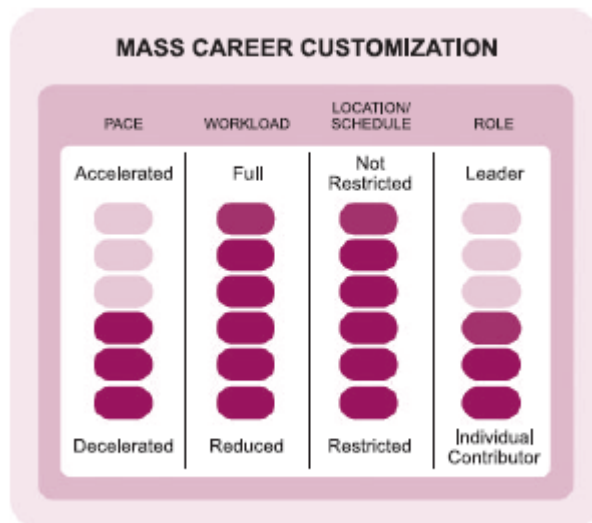 MASS CAREER CUSTOMIZATION
PACE
WORKLOAD
LOCATION/
SCHEDULE
ROLE
Accelerated
Full
Not
Restricted
Leader
Decelerated
Reduced
Restricted
Individual
Contributor